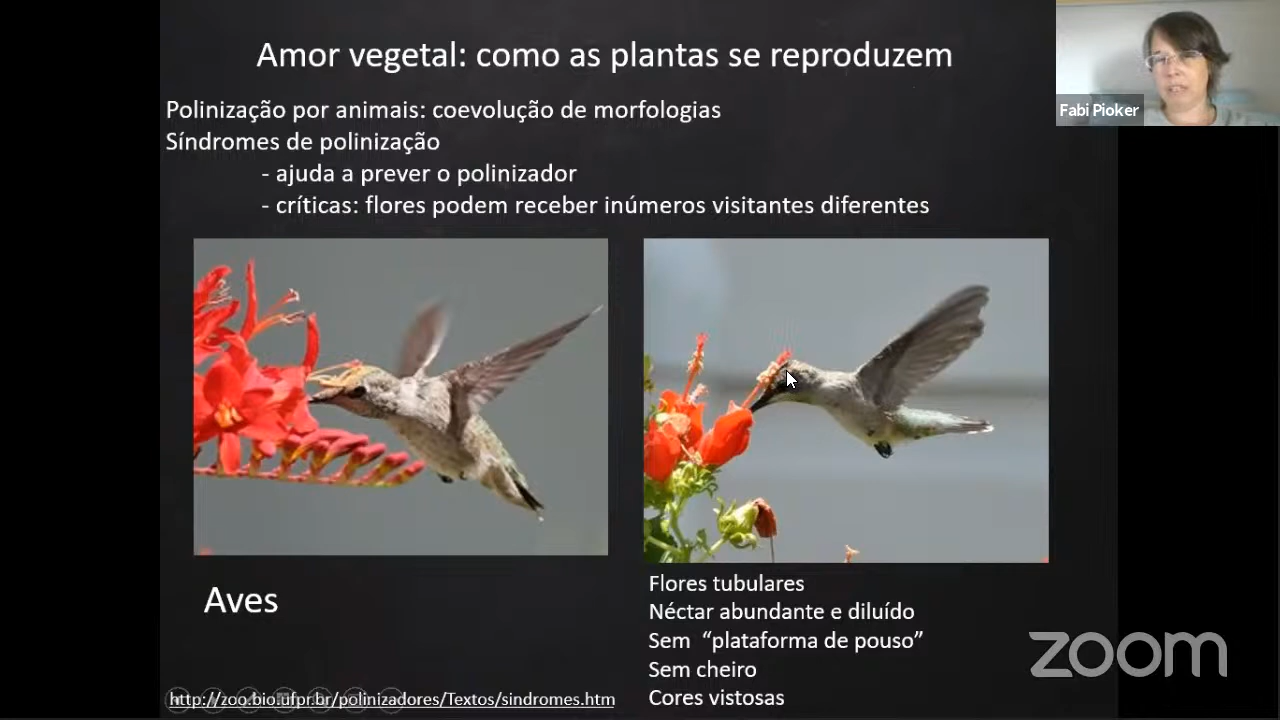 Amor vegetal: como as plantas se reproduzem
Fabi Pioker
Polinização por animais: coevolução de morfologias
Síndromes de polinização
- ajuda a prever o polinizador
- críticas: flores podem receber inúmeros visitantes diferentes
Aves
Flores tubulares
Néctar abundante e diluído
Sem “plataforma de pouso”
Sem cheiro
Cores vistosas
http://zoo.bio.ufpr.br/polinizadores/Textos/sindromes.htm
zoom